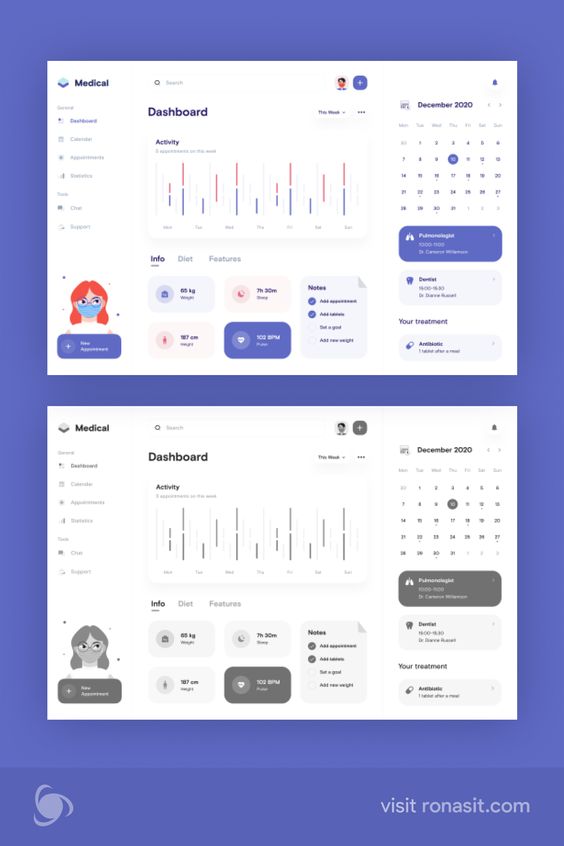 Medical
Search
General
Dashboard
Calendar
Appointments
Statistics
Tools
Chat
Support
New
Appointment
Dashboard
This Week
Activity
5 appointments on this week
Mon Tue Wed Thu Fri Sat Sun
Info Diet Features
65 kg
Weight
7h 30m
Sleep
187 cm
Height
102 BPM
Pulse
Notes
Add appointment
Add tablets
Set a goal
Add new weight
December 2020
Mon Tue Wed Thu Fri Sat Sun
30 1 2 3 4 5 6
7 8 9 10 11 12 13
14 15 16 17 18 19 20
21 22 23 24 25 26 27
28 29 30 31 1 2 3
Pulmonologist
10:00-11:00
Dr. Cameron Williamson
Dentist
15:00-15:30
Dr. Dianne Russell
Your treatment
Antibiotic
1 tablet after a meal
Medical
Search
General
Dashboard
Calendar
Appointments
Statistics
Tools
Chat
Support
New
Appointment
Dashboard
This Week
Activity
5 appointments on this week
Mon Tue Wed Thu Fri Sat Sun
Info Diet Features
65 kg
Weight
7h 30m
Sleep
187 cm
Height
102 BPM
Pulse
Notes
Add appointment
Add tablets
Set a goal
Add new weight
December 2020
Mon Tue Wed Thu Fri Sat Sun
30 1 2 3 4 5 6
7 8 9 10 11 12 13
14 15 16 17 18 19 20
21 22 23 24 25 26 27
28 29 30 31 1 2 3
Pulmonologist
10:00-11:00
Dr. Cameron Williamson
Dentist
15:00-15:30
Dr. Dianne Russell
Your treatment
Antibiotic
1 tablet after a meal
visit ronasit.com